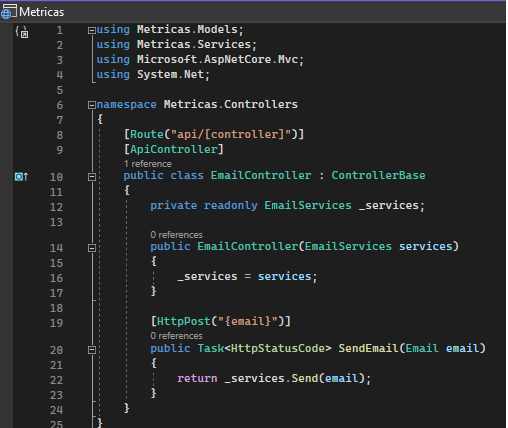 Metricas
1 using Metricas.Models;
2 using Metricas.Services;
3 using Microsoft.AspNetCore.Mvc;
4 using System.Net;
5
6 namespace Metricas.Controllers
7 {
8 [Route("api/[controller]")]
9 [ApiController]
1 reference
10 public class EmailController : ControllerBase
11 {
12 private readonly EmailServices _services;
13
0 references
14 public EmailController(EmailServices services)
15 {
16 _services = services;
17 }
18
19 [HttpPost("{email}")]
0 references
20 public Task<HttpStatusCode> SendEmail(Email email)
21 {
22 return _services.Send(email);
23 }
24 }
25 }